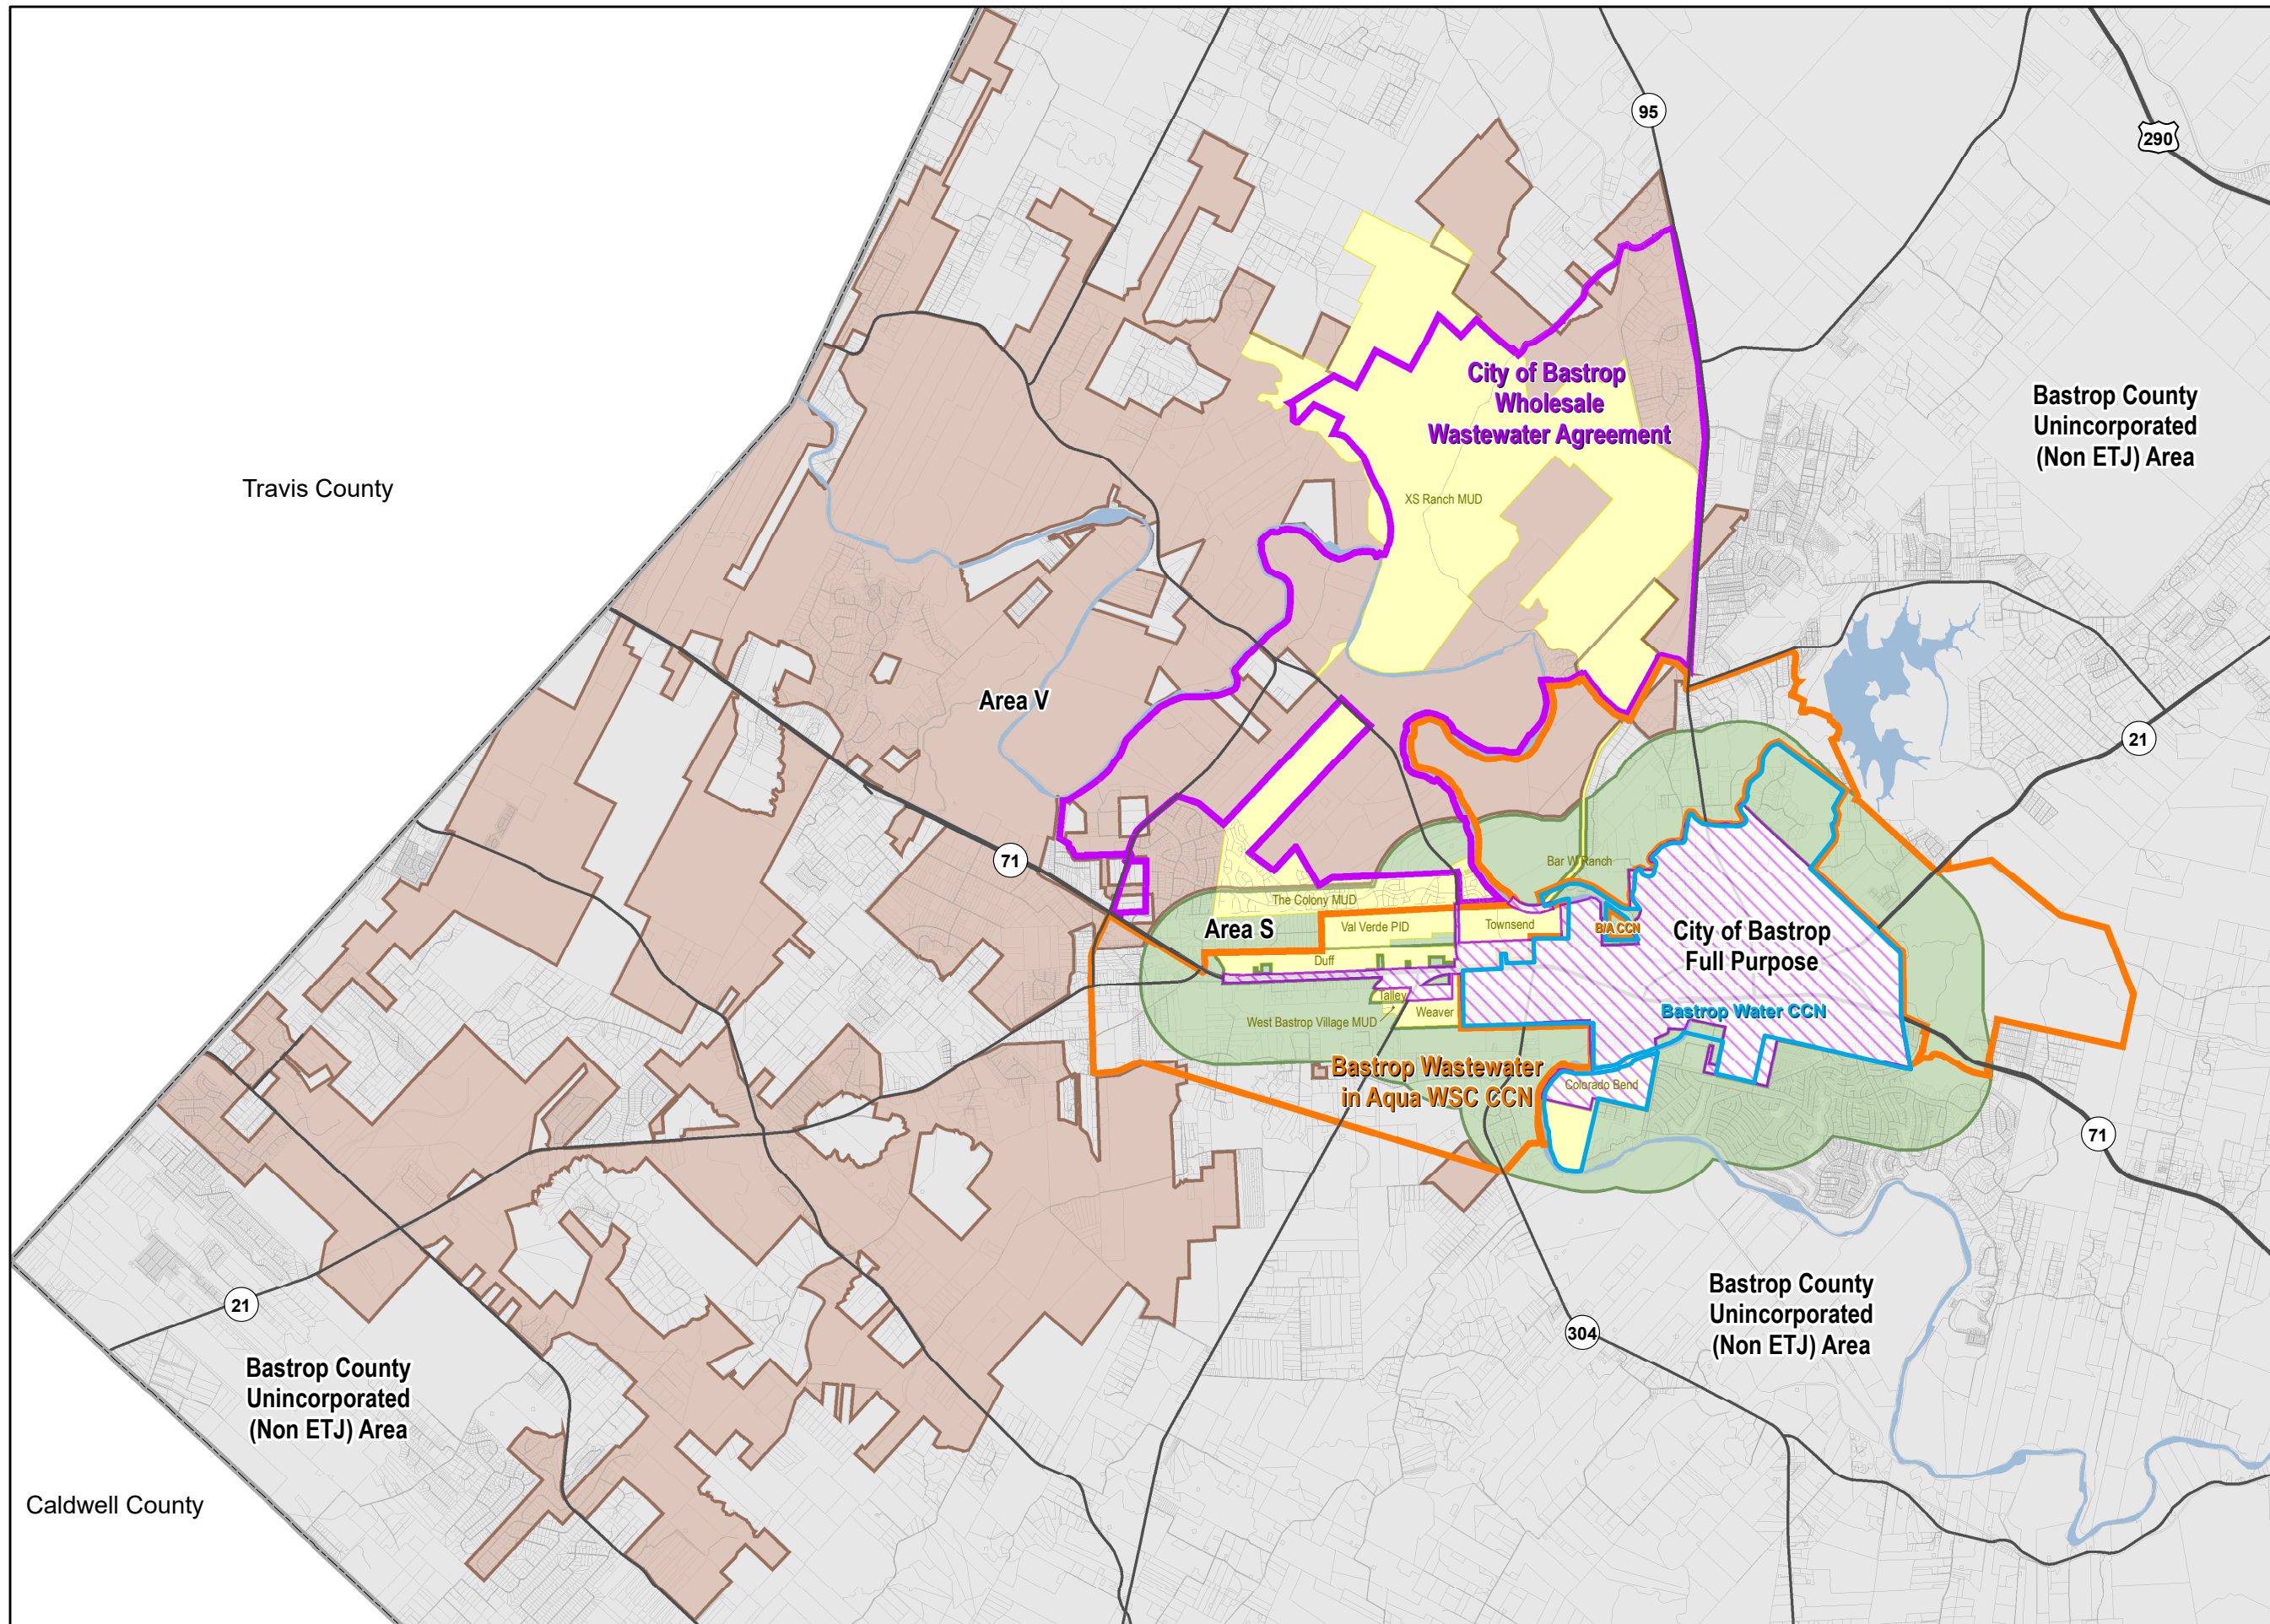 95
290
City of Bastrop
Wholesale
Wastewater Agreement
Bastrop County
Unincorporated
(Non ETJ) Area
Travis County
XS Ranch MUD
Area V
21
71
Bar W Ranch
The Colony MUD
Area S
Val Verde PID
Townsend
B/A CCN
City of Bastrop
Full Purpose
Duff
Talley
Weaver
Bastrop Water CCN
West Bastrop Village MUD
Bastrop Wastewater
in Aqua WSC CCN
Colorado Bend
71
21
304
Bastrop County
Unincorporated
(Non ETJ) Area
Bastrop County
Unincorporated
(Non ETJ) Area
Caldwell County